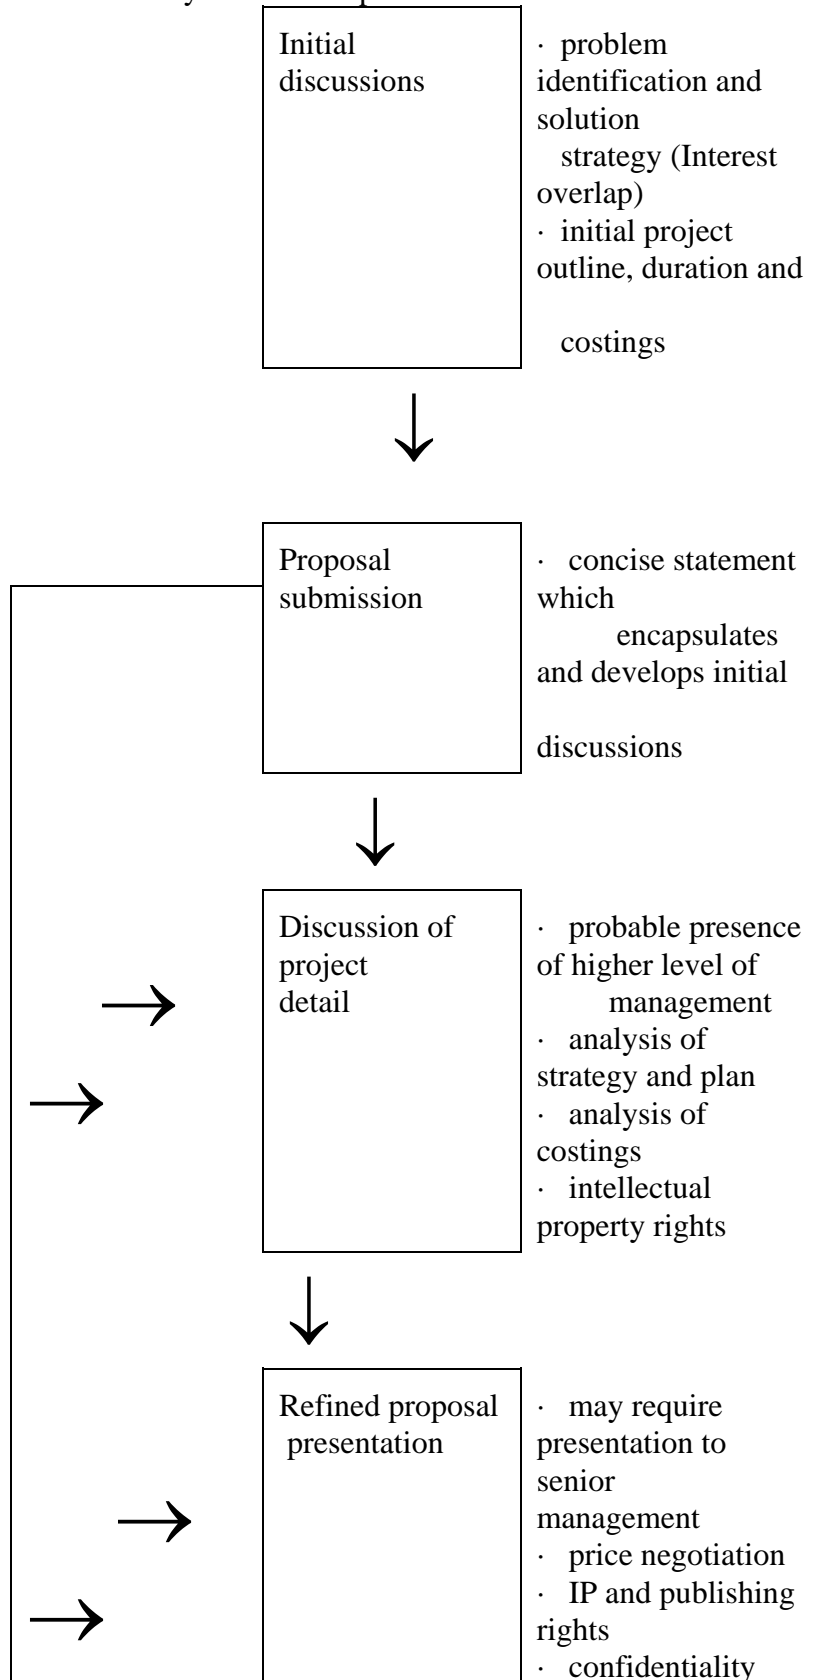 Initial
discussions
· problem
identification and
solution
strategy (Interest
overlap)
· initial project
outline, duration and
costings
Proposal
submission
· concise statement
which
encapsulates
and develops initial
discussions
Discussion of
project
detail
· probable presence
of higher level of
management
· analysis of
strategy and plan
· analysis of
costings
· intellectual
property rights
Refined proposal
presentation
· may require
presentation to
senior
management
· price negotiation
· IP and publishing
rights
· confidentiality